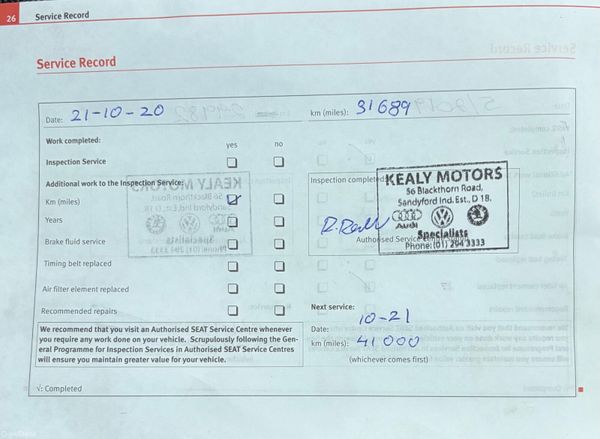 26
Service Record
Service Record
Date: 21-10-20
km (miles): 31689
Work completed:
yes no
Inspection Service
Additional work to the Inspection Service:
Km (miles)
Years
Brake fluid service
Timing belt replaced
Air filter element replaced
Recommended repairs
Inspection completed
KEALY MOTORS
56 Blackthorn Road,
Sandyford Ind. Est., D 18.
Audi
Specialists
Phone: (01) 294 3333
Authorised Service
We recommend that you visit an Authorised SEAT Service Centre whenever
you require any work done on your vehicle. Scrupulously following the Gen-
eral Programme for Inspection Services in Authorised SEAT Service Centres
will ensure you maintain greater value for your vehicle.
Next service:
Date: 10-21
km (miles): 41000
(whichever comes first)
√: Completed